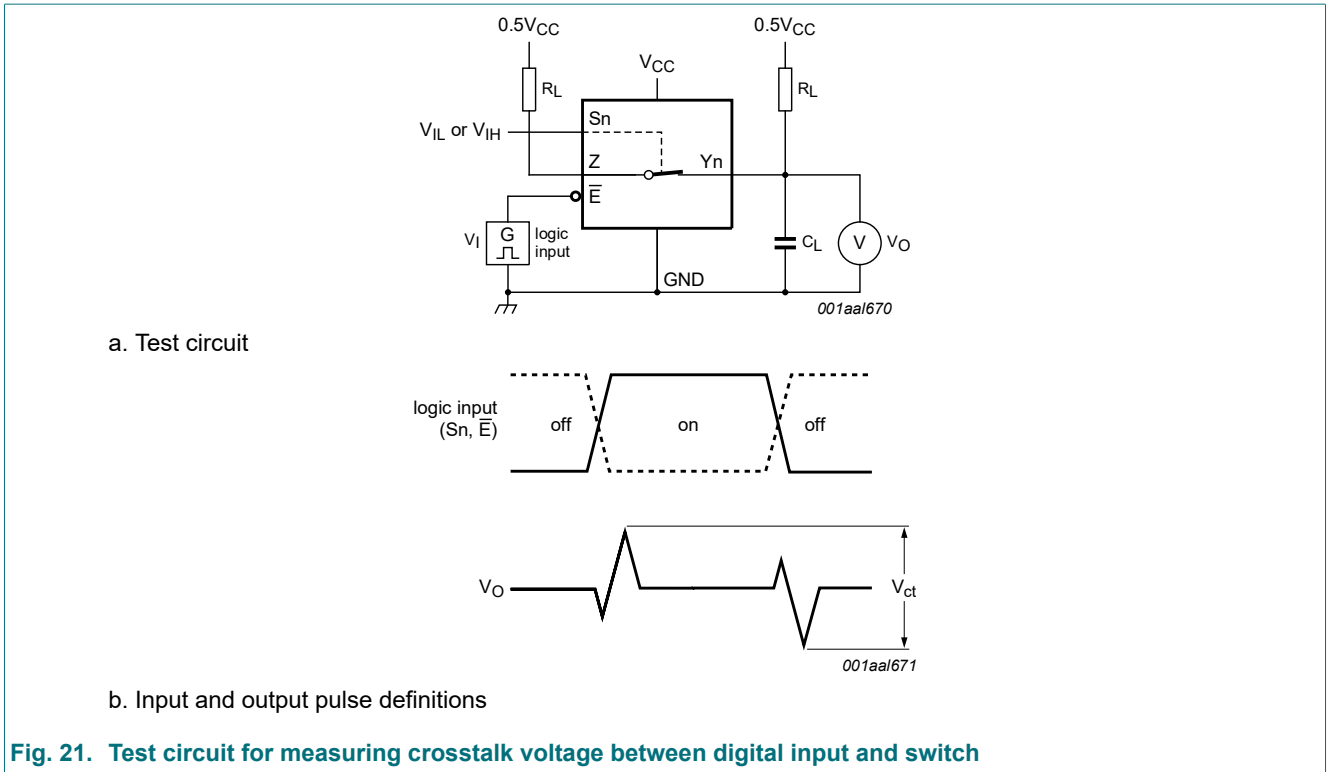 0.5VCC
0.5VCC
VCC
RL
RL
Sn
VIL or VIH
Z
Yn
E̅
VI
G
logic
input
CL
V
VO
GND
001aal670
a. Test circuit
logic input
(Sn, E̅)
off
on
off
VO
Vct
001aal671
b. Input and output pulse definitions
Fig. 21. Test circuit for measuring crosstalk voltage between digital input and switch